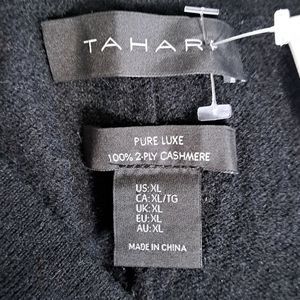 TAHARI
PURE LUXE
100% 2-PLY CASHMERE
US: XL
CA: XL/TG
UK: XL
EU: XL
AU: XL
MADE IN CHINA